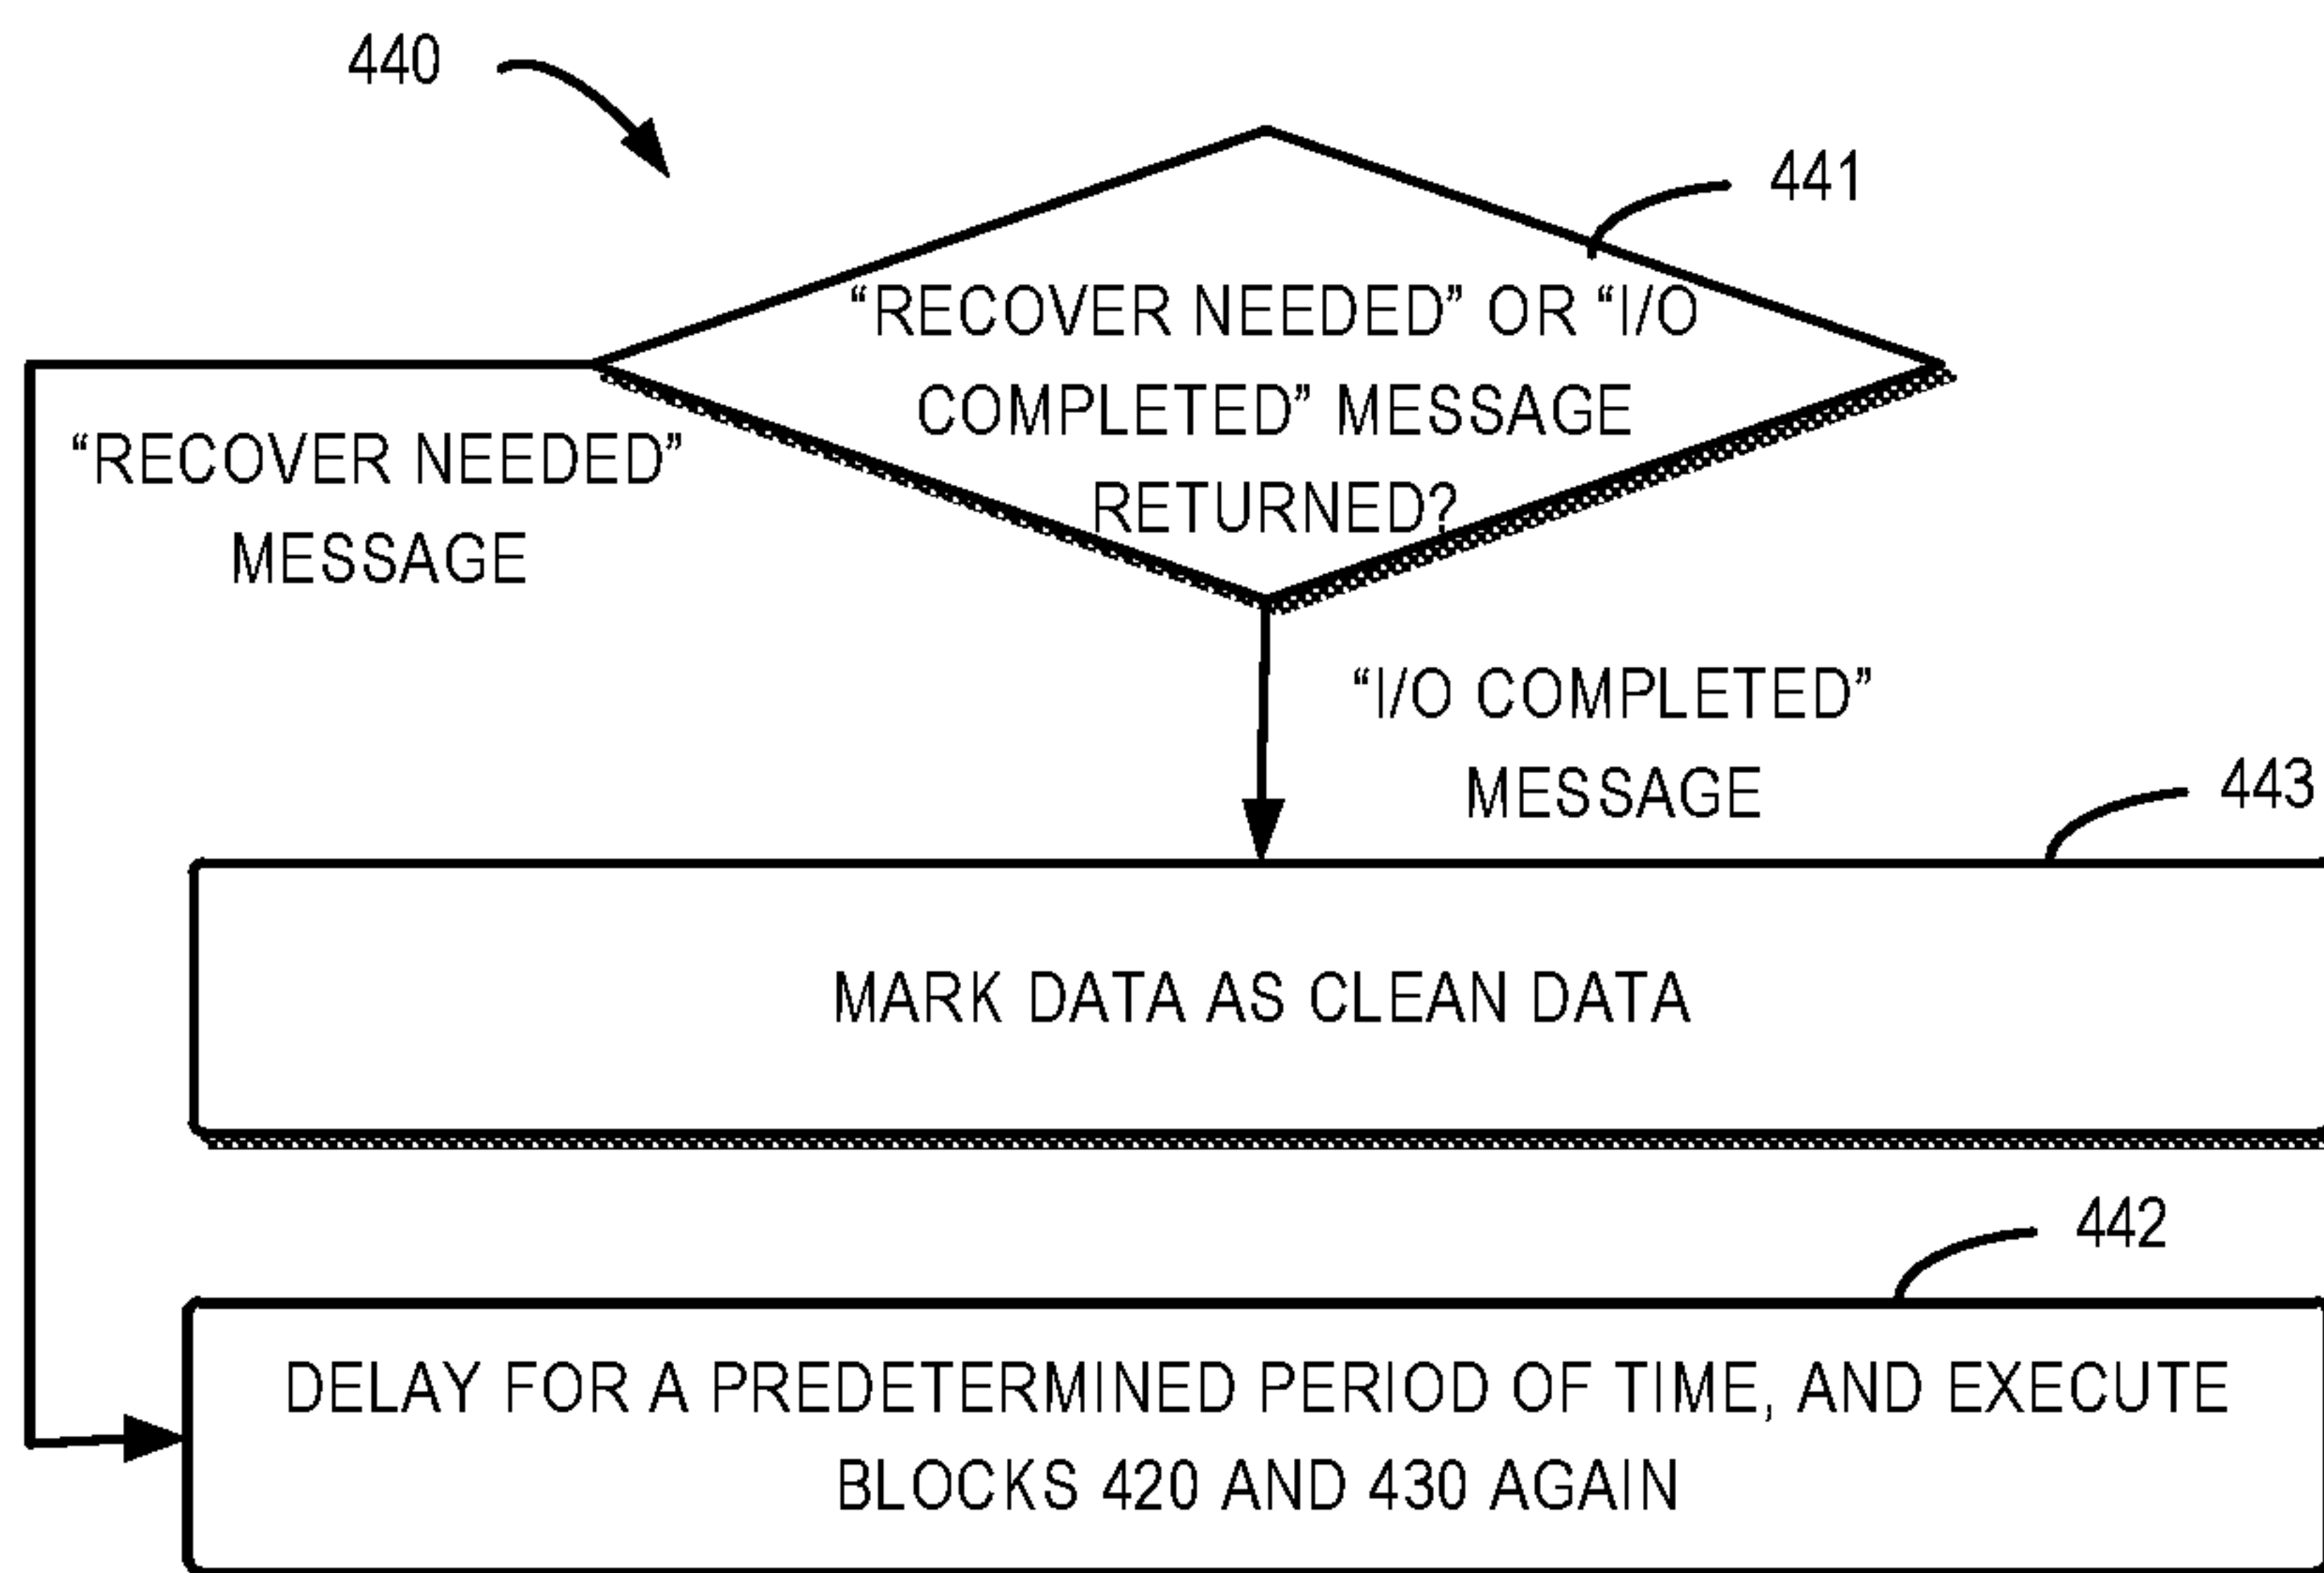 440
441
“RECOVER NEEDED” OR “I/O
COMPLETED” MESSAGE
RETURNED?
“RECOVER NEEDED”
MESSAGE
“I/O COMPLETED”
MESSAGE
443
MARK DATA AS CLEAN DATA
442
DELAY FOR A PREDETERMINED PERIOD OF TIME, AND EXECUTE
BLOCKS 420 AND 430 AGAIN